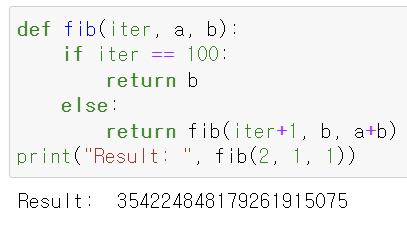 def fib(iter, a, b):
    if iter == 100:
        return b
    else:
        return fib(iter+1, b, a+b)
print("Result: ", fib(2, 1, 1))
Result:  354224848179261915075